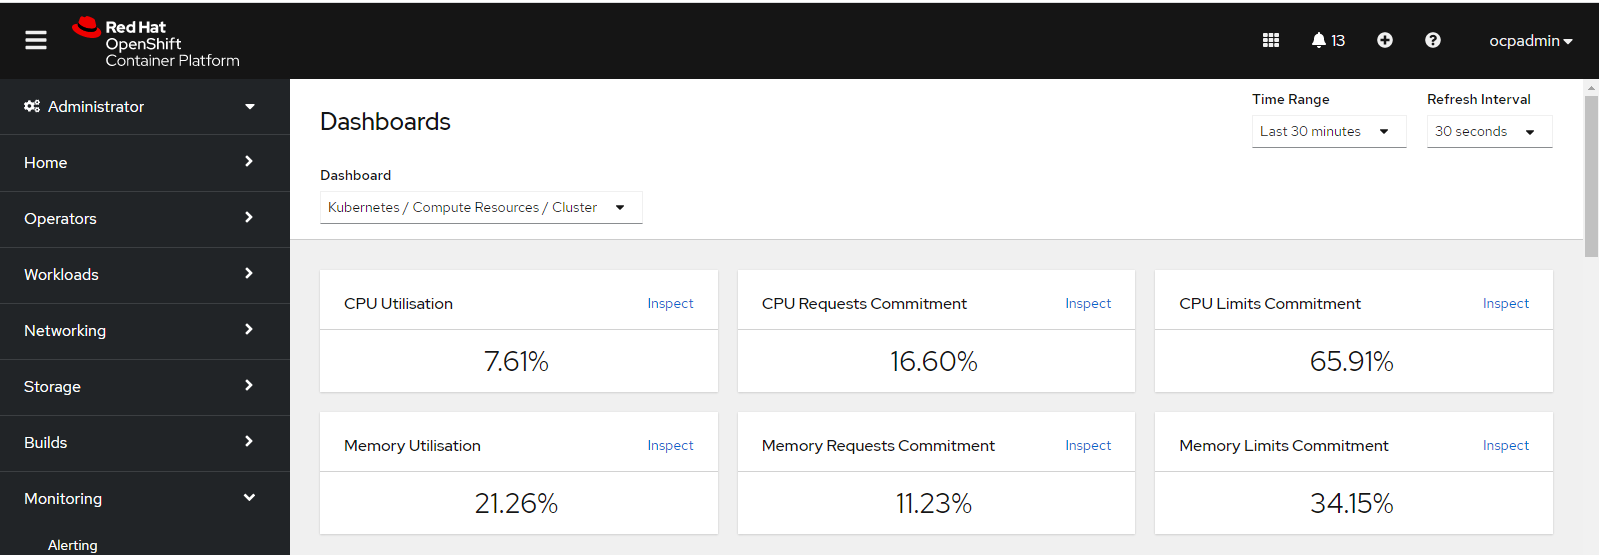 Red Hat
OpenShift
Container Platform
13
ocpadmin
Administrator
Home
Operators
Workloads
Networking
Storage
Builds
Monitoring
Alerting
Dashboards
Time Range
Last 30 minutes
Refresh Interval
30 seconds
Dashboard
Kubernetes / Compute Resources / Cluster
CPU Utilisation
Inspect
7.61%
CPU Requests Commitment
Inspect
16.60%
CPU Limits Commitment
Inspect
65.91%
Memory Utilisation
Inspect
21.26%
Memory Requests Commitment
Inspect
11.23%
Memory Limits Commitment
Inspect
34.15%